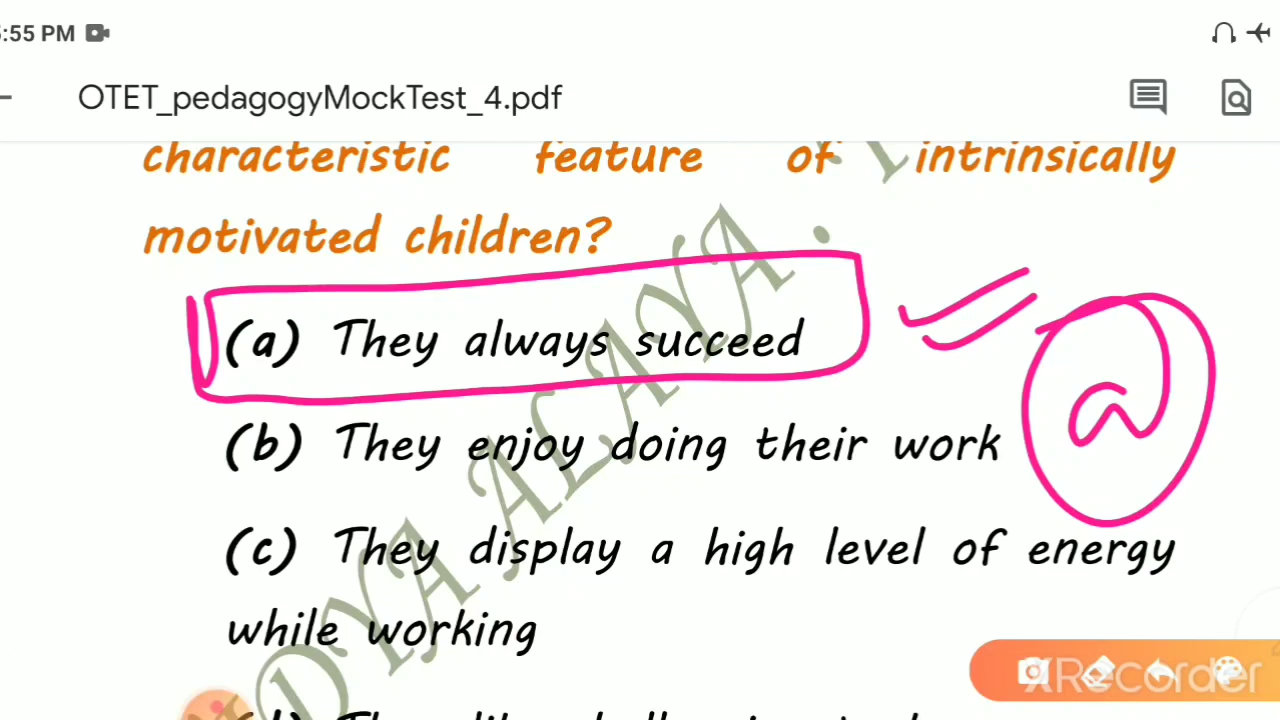 :55 PM
OTET_pedagogyMockTest_4.pdf
characteristic feature of intrinsically
motivated children?
(a) They always succeed
(b) They enjoy doing their work
a
(c) They display a high level of energy
while working
XRecorder